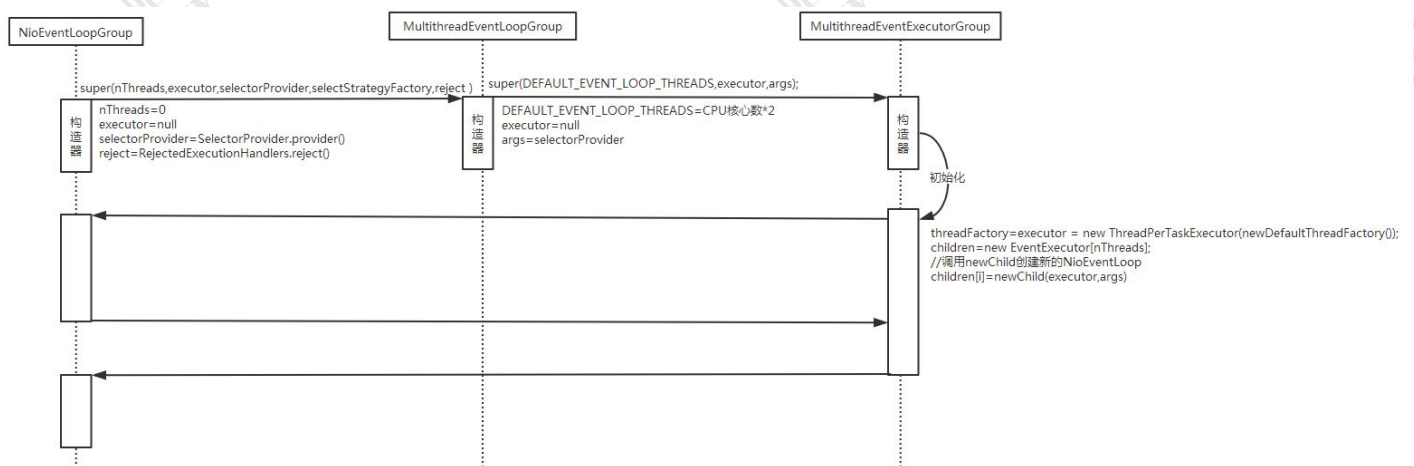 NioEventLoopGroup
MultithreadEventLoopGroup
MultithreadEventExecutorGroup
super(nThreads,executor,selectorProvider,selectStrategyFactory,reject )
super(DEFAULT_EVENT_LOOP_THREADS,executor,args);
构造器
nThreads=0
executor=null
selectorProvider=SelectorProvider.provider()
reject=RejectedExecutionHandlers.reject()
构造器
DEFAULT_EVENT_LOOP_THREADS=CPU核心数*2
executor=null
args=selectorProvider
构造器
初始化
threadFactory=executor = new ThreadPerTaskExecutor(newDefaultThreadFactory());
children=new EventExecutor[nThreads];
//调用newChild创建新的NioEventLoop
children[i]=newChild(executor,args)